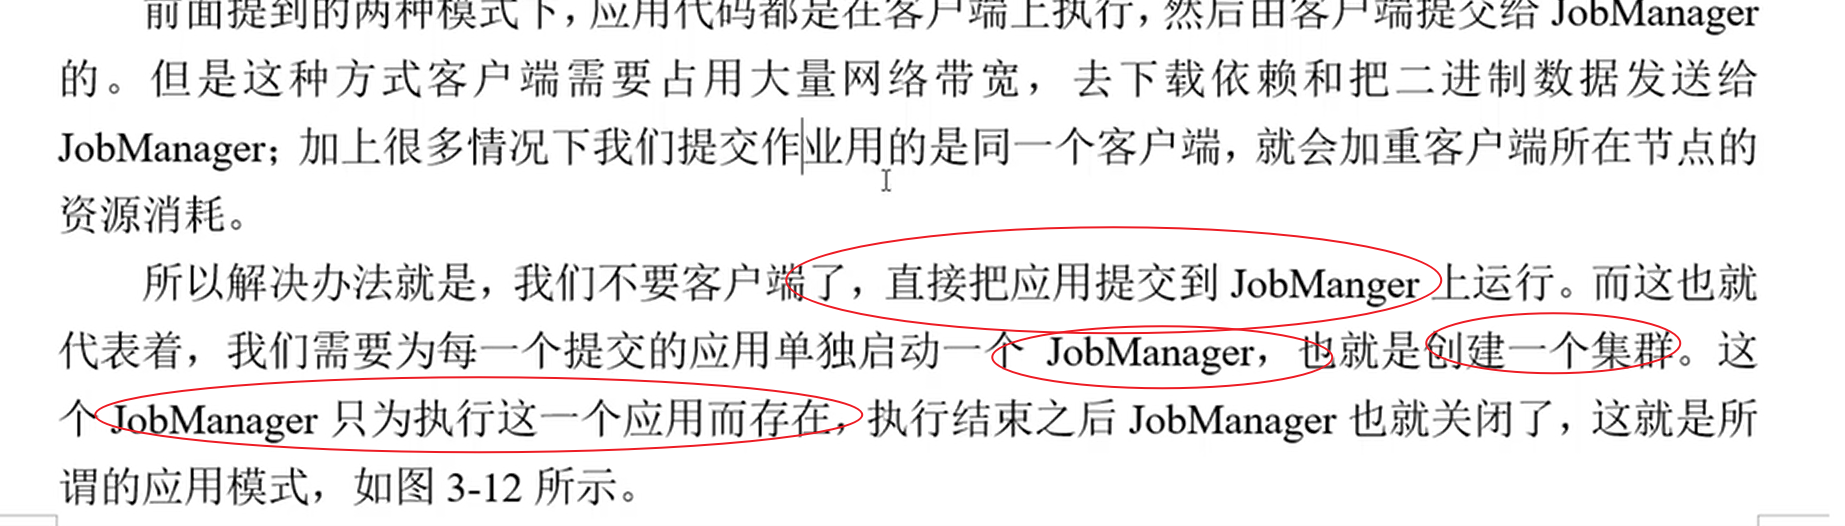 前面提到的两种模式下，应用代码都是在客户端上执行，然后由客户端提交给 JobManager
的。但是这种方式客户端需要占用大量网络带宽，去下载依赖和把二进制数据发送给
JobManager；加上很多情况下我们提交作业用的是同一个客户端，就会加重客户端所在节点的
资源消耗。
所以解决办法就是，我们不要客户端了，直接把应用提交到 JobManger 上运行。而这也就
代表着，我们需要为每一个提交的应用单独启动一个 JobManager，也就是创建一个集群。这
个 JobManager 只为执行这一个应用而存在，执行结束之后 JobManager 也就关闭了，这就是所
谓的应用模式，如图 3-12 所示。